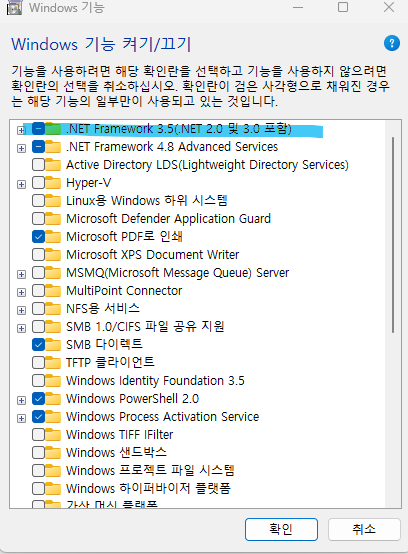 Windows 기능
Windows 기능 켜기/끄기
?
기능을 사용하려면 해당 확인란을 선택하고 기능을 사용하지 않으려면
확인란의 선택을 취소하십시오. 확인란이 검은 사각형으로 채워진 경우
는 해당 기능의 일부만이 사용되고 있는 것입니다.
.NET Framework 3.5(.NET 2.0 및 3.0 포함)
.NET Framework 4.8 Advanced Services
Active Directory LDS(Lightweight Directory Services)
Hyper-V
Linux용 Windows 하위 시스템
Microsoft Defender Application Guard
Microsoft PDF로 인쇄
Microsoft XPS Document Writer
MSMQ(Microsoft Message Queue) Server
MultiPoint Connector
NFS용 서비스
SMB 1.0/CIFS 파일 공유 지원
SMB 다이렉트
TFTP 클라이언트
Windows Identity Foundation 3.5
Windows PowerShell 2.0
Windows Process Activation Service
Windows TIFF IFilter
Windows 샌드박스
Windows 프로젝트 파일 시스템
Windows 하이퍼바이저 플랫폼
가상 머신 플랫폼
확인
취소